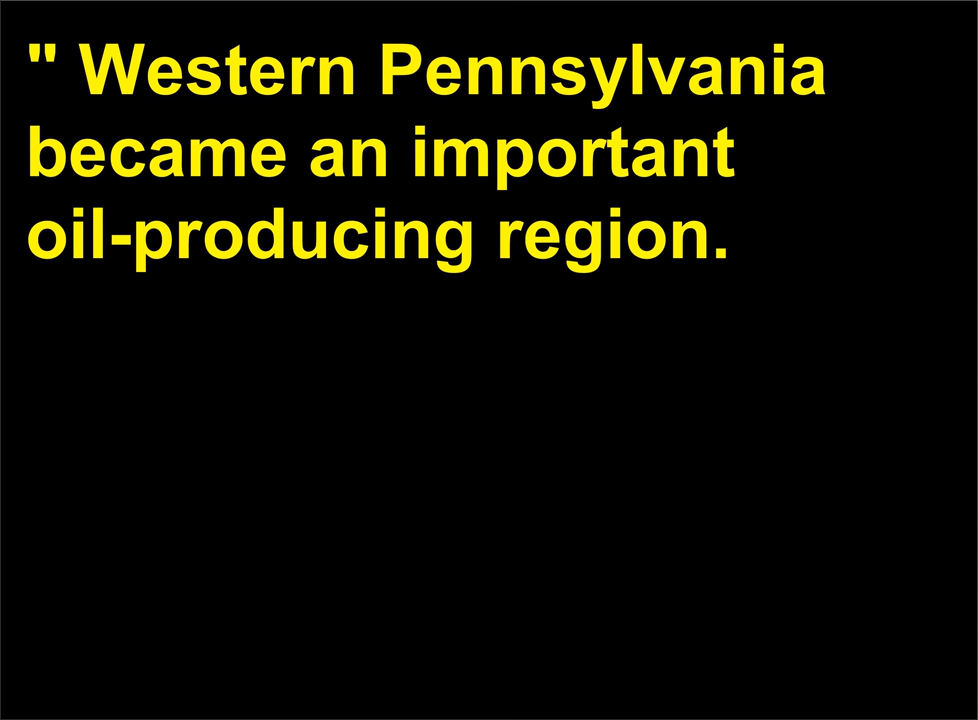 " Western Pennsylvania
became an important
oil-producing region.